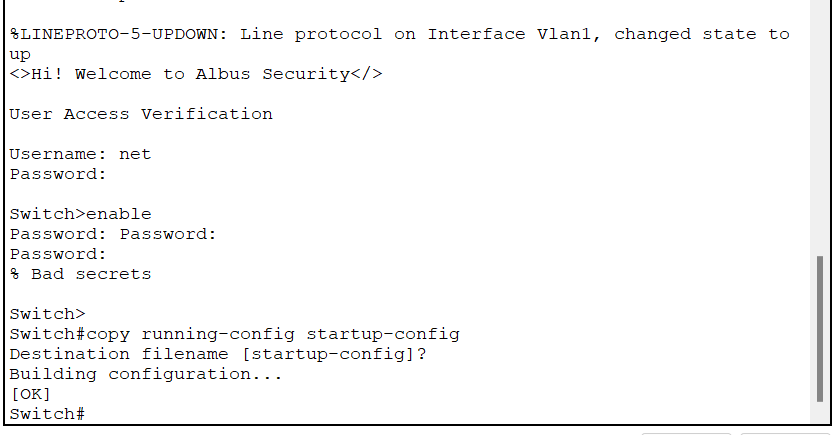 %LINEPROTO-5-UPDOWN: Line protocol on Interface Vlan1, changed state to
up
<>Hi! Welcome to Albus Security</>
User Access Verification
Username: net
Password:
Switch>enable
Password: Password:
Password:
% Bad secrets
Switch>
Switch#copy running-config startup-config
Destination filename [startup-config]?
Building configuration...
[OK]
Switch#